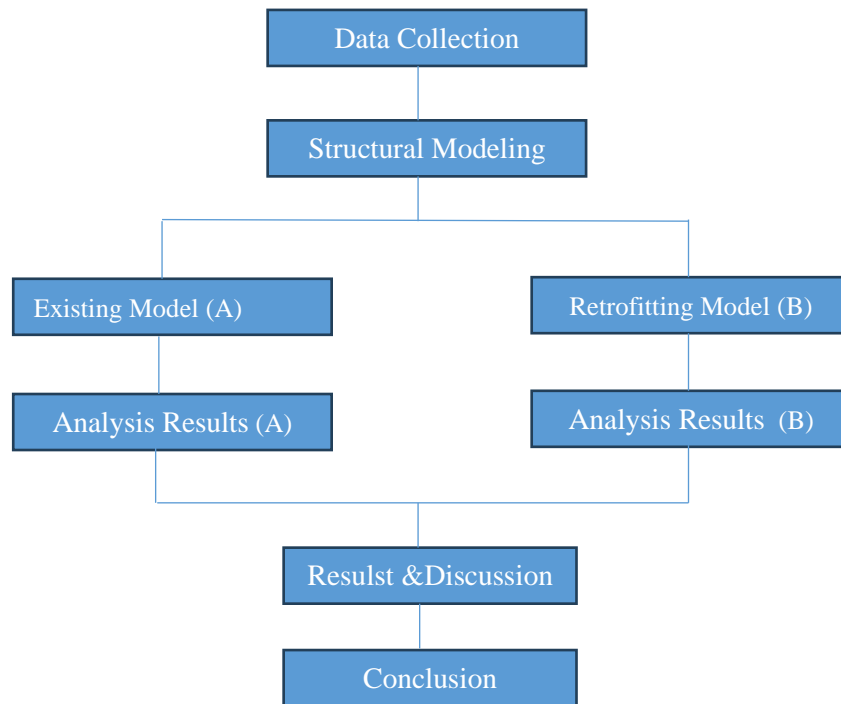 Data Collection
Structural Modeling
Existing Model (A)
Retrofitting Model (B)
Analysis Results (A)
Analysis Results (B)
Resulst &Discussion
Conclusion